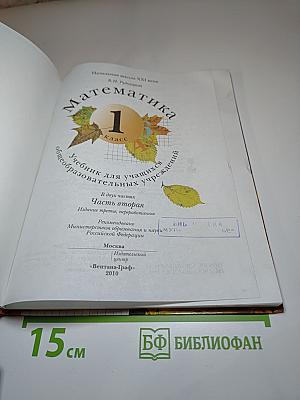 Начальная школа XXI века
В.Н. Рудницкая
Математика
1
класс
Учебник для учащихся
общеобразовательных учреждений
В двух частях
Часть вторая
Издание третье, переработанное
Рекомендовано
Министерством образования и науки
Российской Федерации
Москва
Издательский
центр
«Вентана-Граф»
2010
15 см
БФ БИБЛИОФАН